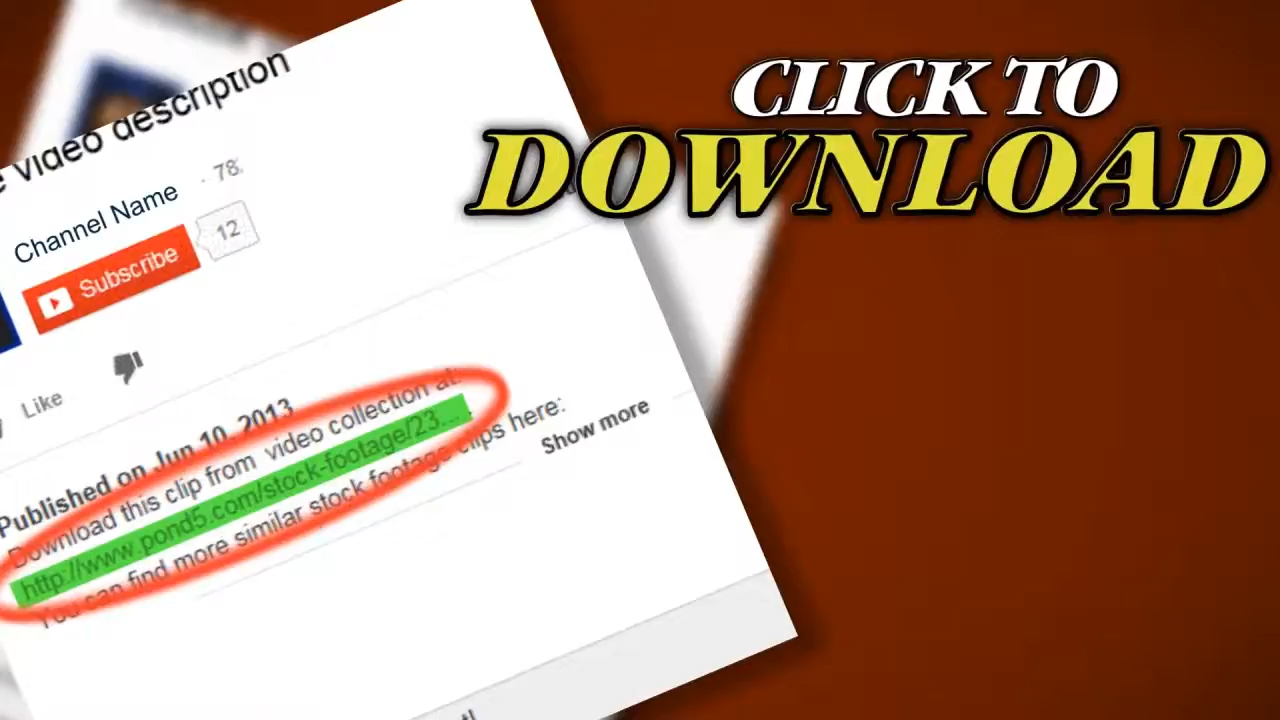 CLICK TO
DOWNLOAD
video description
Channel Name
78
Subscribe
12
Like
Published on Jun 10, 2013
Download this clip from video collection at:
http://www.pond5.com/stock-footage/23...
You can find more similar stock footage clips here:
Show more